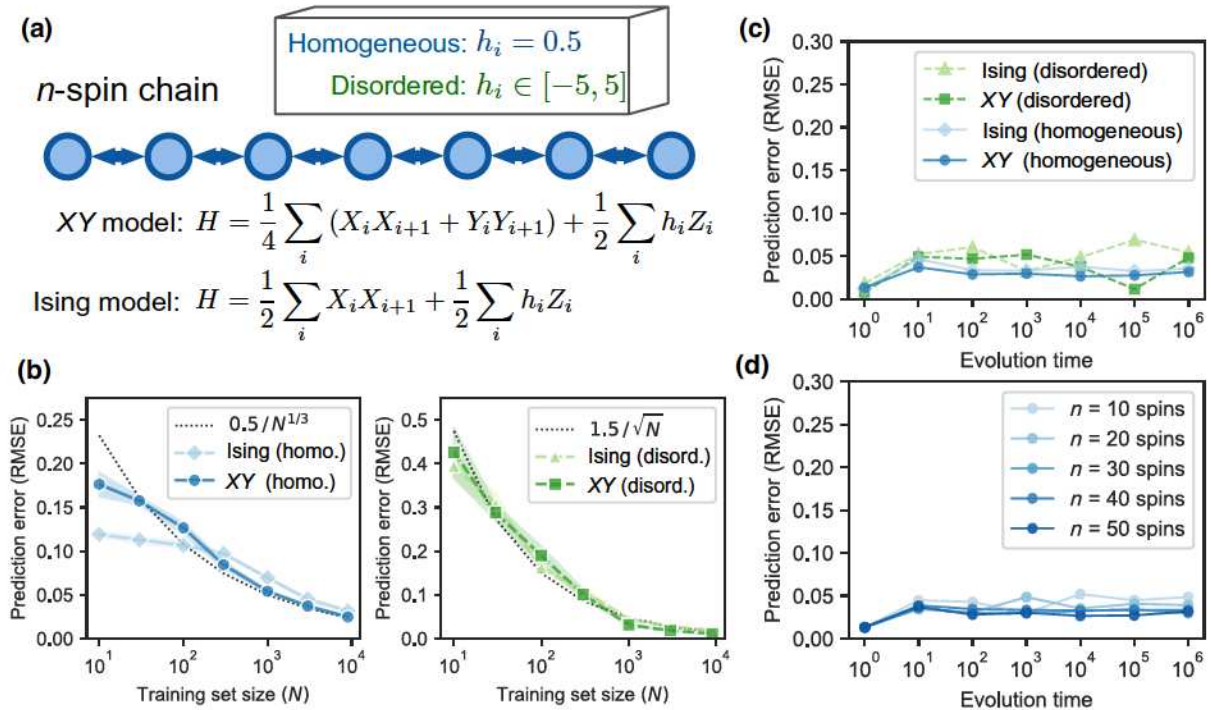 (a)
Homogeneous: h_i = 0.5
Disordered: h_i ∈ [−5, 5]
n-spin chain
XY model: H = 1/4 ∑_i (X_i X_{i+1} + Y_i Y_{i+1}) + 1/2 ∑_i h_i Z_i
Ising model: H = 1/2 ∑_i X_i X_{i+1} + 1/2 ∑_i h_i Z_i
(b)
Prediction error (RMSE)
0.25
0.20
0.15
0.10
0.05
0.00
0.5/N^{1/3}
Ising (homo.)
XY (homo.)
10^1 10^2 10^3 10^4
Training set size (N)
Prediction error (RMSE)
0.5
0.4
0.3
0.2
0.1
0.0
1.5/√N
Ising (disord.)
XY (disord.)
10^1 10^2 10^3 10^4
Training set size (N)
(c)
Prediction error (RMSE)
0.30
0.25
0.20
0.15
0.10
0.05
0.00
Ising (disordered)
XY (disordered)
Ising (homogeneous)
XY (homogeneous)
10^0 10^1 10^2 10^3 10^4 10^5 10^6
Evolution time
(d)
Prediction error (RMSE)
0.30
0.25
0.20
0.15
0.10
0.05
0.00
n = 10 spins
n = 20 spins
n = 30 spins
n = 40 spins
n = 50 spins
10^0 10^1 10^2 10^3 10^4 10^5 10^6
Evolution time